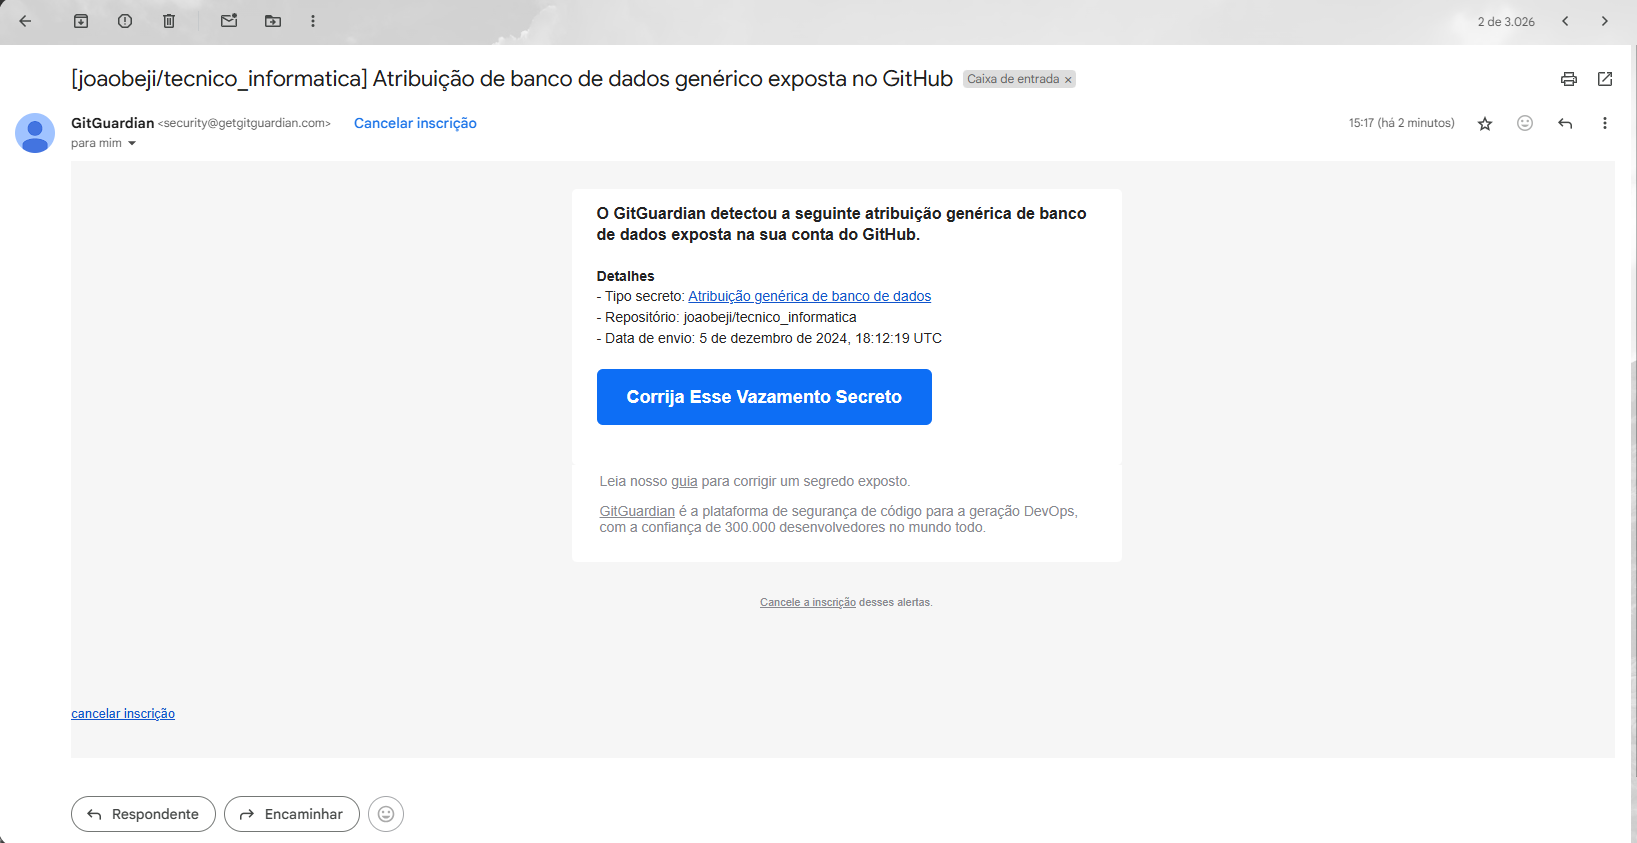 2 de 3.026
[joaobeji/tecnico_informatica] Atribuição de banco de dados genérico exposta no GitHub Caixa de entrada ×
GitGuardian <security@getgitguardian.com> Cancelar inscrição 15:17 (há 2 minutos)
para mim
O GitGuardian detectou a seguinte atribuição genérica de banco
de dados exposta na sua conta do GitHub.
Detalhes
- Tipo secreto: Atribuição genérica de banco de dados
- Repositório: joaobeji/tecnico_informatica
- Data de envio: 5 de dezembro de 2024, 18:12:19 UTC
Corrija Esse Vazamento Secreto
Leia nosso guia para corrigir um segredo exposto.
GitGuardian é a plataforma de segurança de código para a geração DevOps,
com a confiança de 300.000 desenvolvedores no mundo todo.
Cancele a inscrição desses alertas.
cancelar inscrição
Respondente Encaminhar